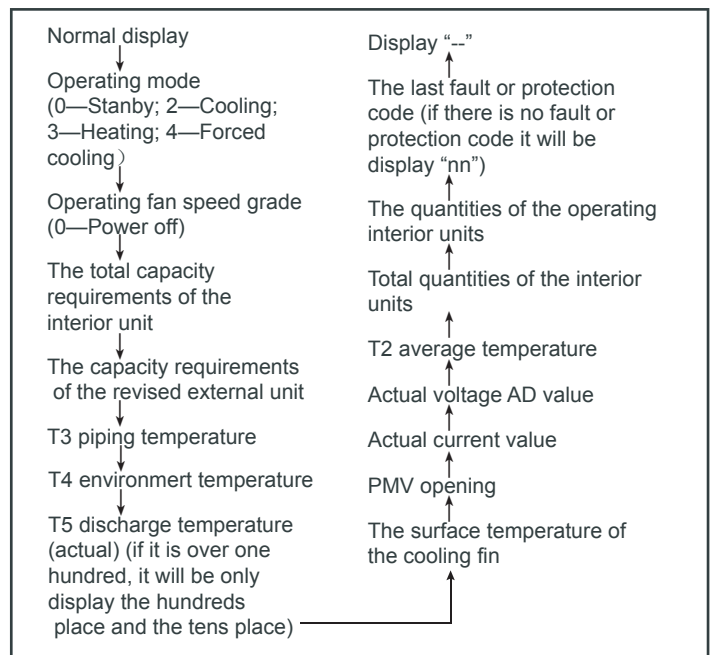 Normal display
Operating mode
(0—Stanby; 2—Cooling;
3—Heating; 4—Forced
cooling）
Operating fan speed grade
(0—Power off)
The total capacity
requirements of the
interior unit
The capacity requirements
of the revised external unit
T3 piping temperature
T4 environmert temperature
T5 discharge temperature
(actual) (if it is over one
hundred, it will be only
display the hundreds
place and the tens place)
The surface temperature of
the cooling fin
PMV opening
Actual current value
Actual voltage AD value
T2 average temperature
Total quantities of the interior
units
The quantities of the operating
interior units
The last fault or protection
code (if there is no fault or
protection code it will be
display “nn”)
Display “--”